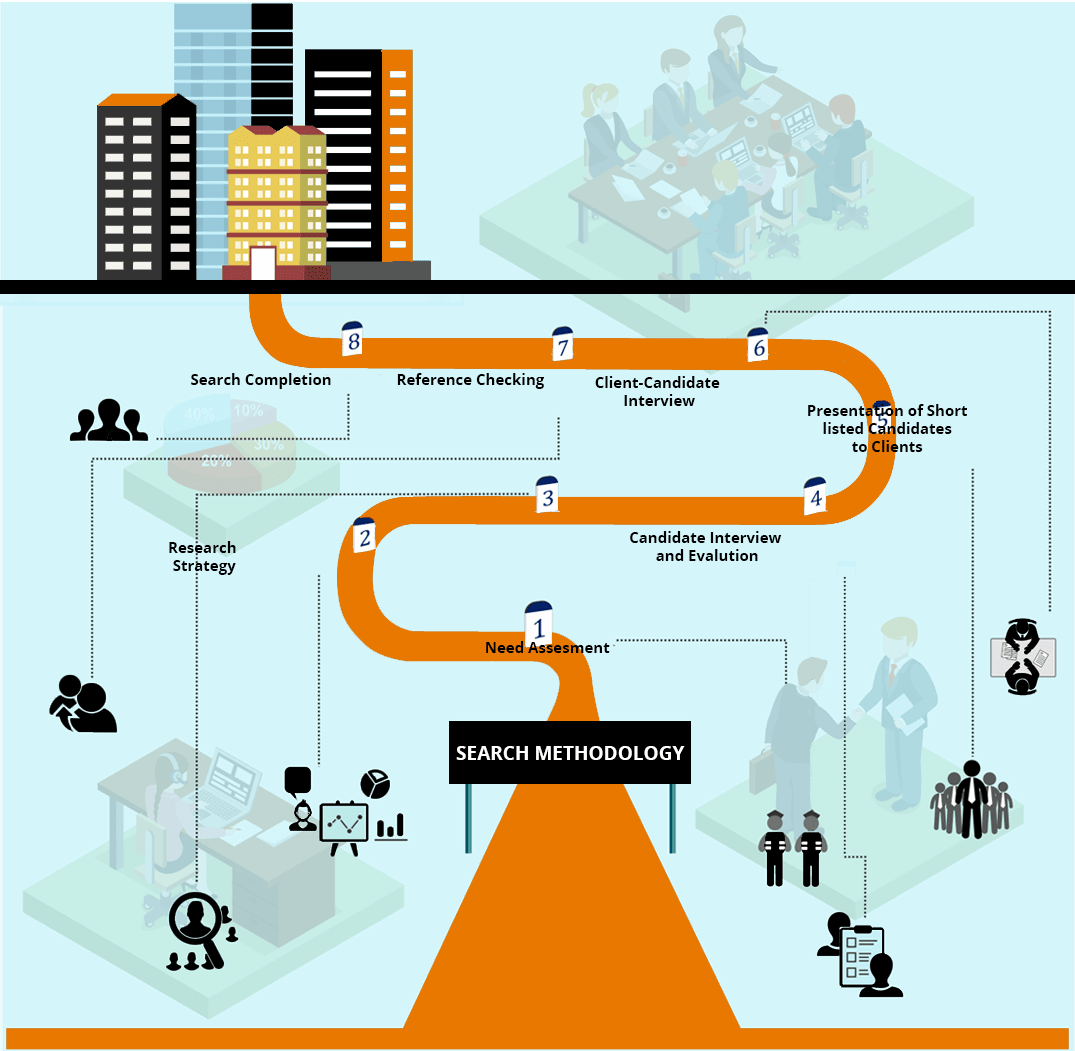 8
7
6
Search Completion
Reference Checking
Client-Candidate
Interview
5
Presentation of Short
listed Candidates
to Clients
40%
10%
30%
20%
3
4
2
Candidate Interview
and Evalution
Research
Strategy
1
Need Assesment
SEARCH METHODOLOGY